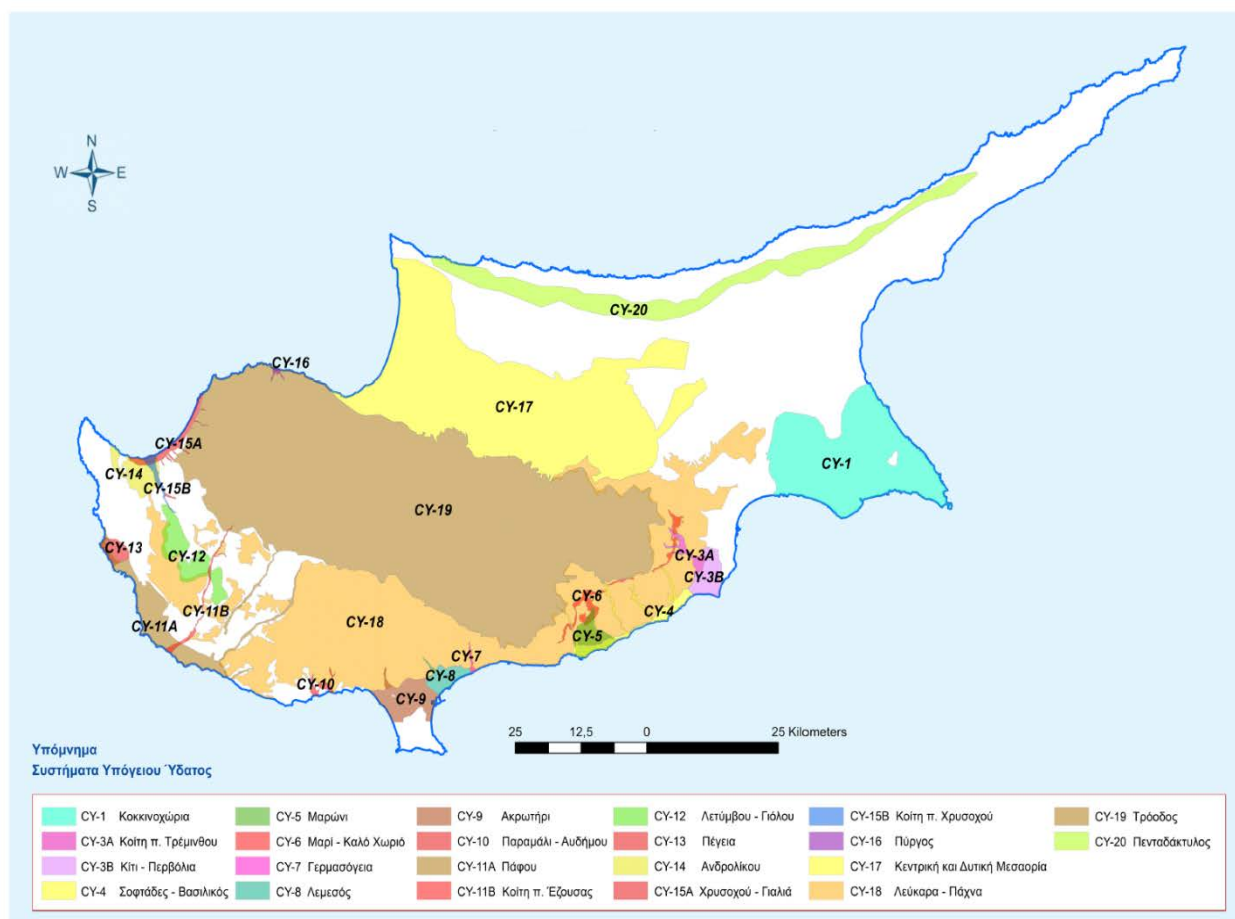 N
W E
S
CY-20
CY-16
CY-17
CY-15A
CY-1
CY-14
CY-15B
CY-19
CY-13
CY-12
CY-3A
CY-3B
CY-6
CY-11B
CY-4
CY-11A
CY-18
CY-5
CY-7
CY-8
CY-10
CY-9
25 12,5 0 25 Kilometers
Υπόμνημα
Συστήματα Υπόγειου Ύδατος
CY-1 Κοκκινοχώρια CY-5 Μαρώνι CY-9 Ακρωτήρι CY-12 Λετύμβου - Γιόλου CY-15B Κοίτη π. Χρυσοχού CY-19 Τρόοδος
CY-3A Κοίτη π. Τρέμινθου CY-6 Μαρί - Καλό Χωριό CY-10 Παραμάλι - Αυδήμου CY-13 Πέγεια CY-16 Πύργος CY-20 Πενταδάκτυλος
CY-3B Κίτι - Περβόλια CY-7 Γερμασόγεια CY-11A Πάφου CY-14 Ανδρολίκου CY-17 Κεντρική και Δυτική Μεσαορία
CY-4 Σοφτάδες - Βασιλικός CY-8 Λεμεσός CY-11B Κοίτη π. Έζουσας CY-15A Χρυσοχού - Γιαλιά CY-18 Λεύκαρα - Πάχνα